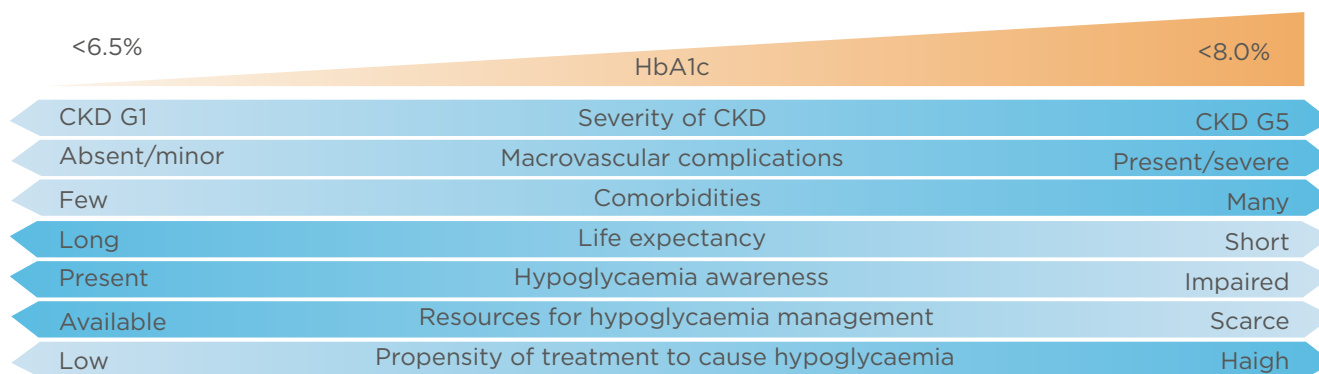 <6.5%
HbA1c
<8.0%
CKD G1 Severity of CKD CKD G5
Absent/minor Macrovascular complications Present/severe
Few Comorbidities Many
Long Life expectancy Short
Present Hypoglycaemia awareness Impaired
Available Resources for hypoglycaemia management Scarce
Low Propensity of treatment to cause hypoglycaemia Haigh